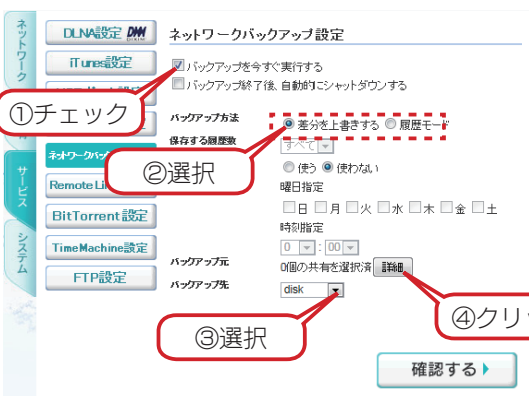 ネットワーク
サービス
システム
DLNA設定 DMM
iTunes設定
ネットワークバッ
Remote Li
BitTorrent設定
TimeMachine設定
FTP設定
ネットワークバックアップ設定
バックアップを今すぐ実行する
バックアップ終了後、自動的にシャットダウンする
①チェック
バックアップ方法
差分を上書きする 履歴モード
保存する履歴数
すべて
②選択
使う 使わない
曜日指定
日 月 火 水 木 金 土
時刻指定
0 : 00
バックアップ元
0個の共有を選択済 詳細
バックアップ先
disk
③選択
④クリッ
確認する